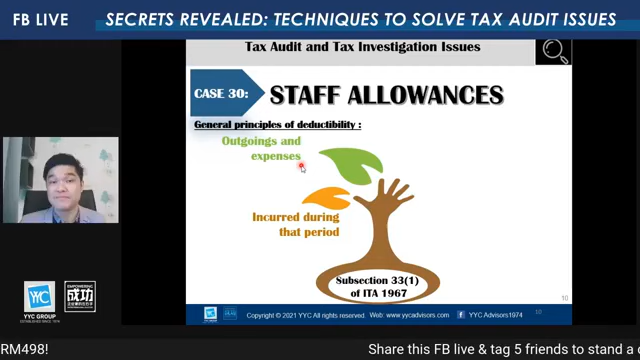 FB LIVE
SECRETS REVEALED: TECHNIQUES TO SOLVE TAX AUDIT ISSUES
Tax Audit and Tax Investigation Issues
CASE 30:
STAFF ALLOWANCES
General principles of deductibility :
Outgoings and
expenses
Incurred during
that period
Subsection 33(1)
of ITA 1967
YYC
YYC GROUP
EMPOWERING
成功
Copyright © 2021 YYC All rights reserved.
Web: www.yycadvisors.com
YYC Advisors1974
10
10
RM498!
Share this FB live & tag 5 friends to stand a c